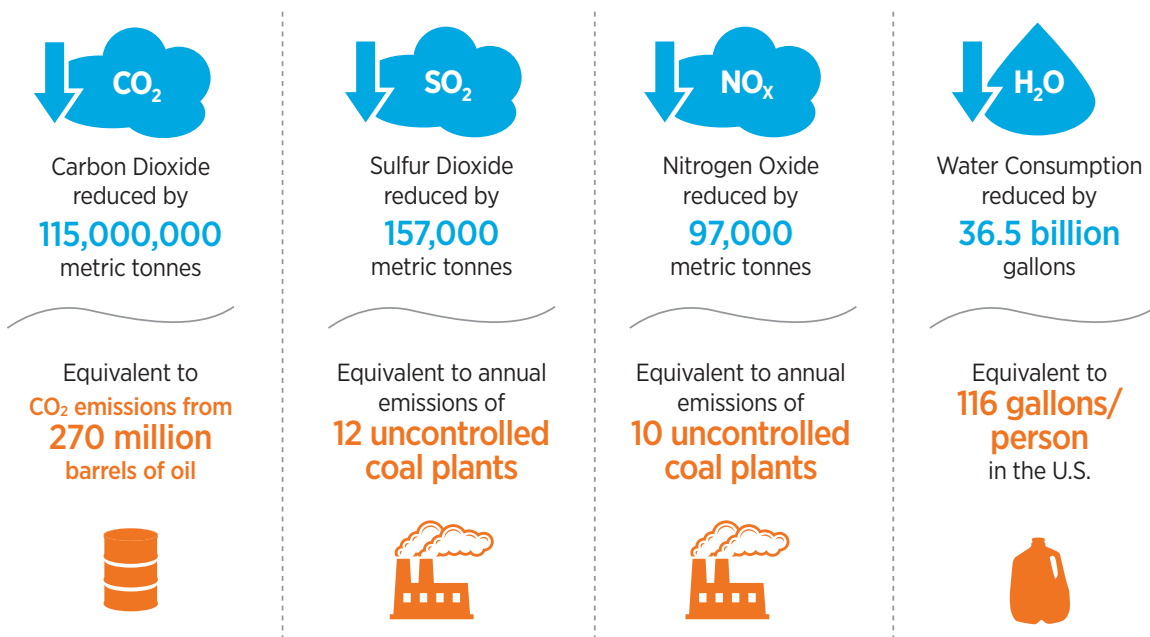 CO₂
Carbon Dioxide
reduced by
115,000,000
metric tonnes
Equivalent to
CO₂ emissions from
270 million
barrels of oil
SO₂
Sulfur Dioxide
reduced by
157,000
metric tonnes
Equivalent to annual
emissions of
12 uncontrolled
coal plants
NOₓ
Nitrogen Oxide
reduced by
97,000
metric tonnes
Equivalent to annual
emissions of
10 uncontrolled
coal plants
H₂O
Water Consumption
reduced by
36.5 billion
gallons
Equivalent to
116 gallons/
person
in the U.S.